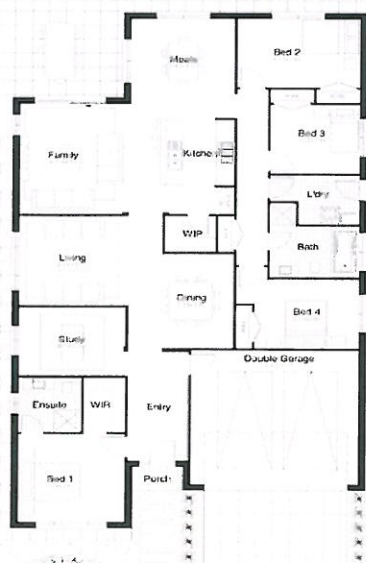 Meals
Bed 2
Family
Kitchen
Bed 3
L'dry
WIP
Bath
Living
Dining
Bed 4
Study
Double Garage
Ensuite
WIR
Entry
Bed 1
Porch